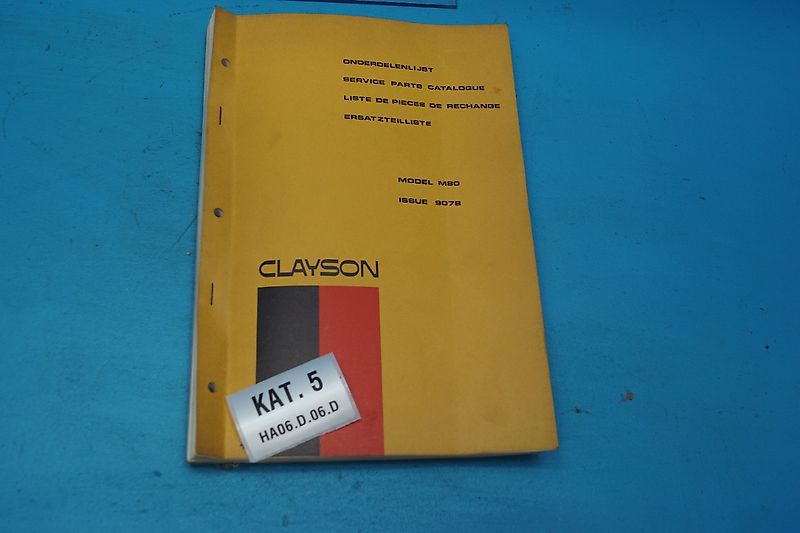 ONDERDELENLIJST
SERVICE PARTS CATALOGUE
LISTE DE PIECES DE RECHANGE
ERSATZTEILLISTE
MODEL M80
ISSUE 9078
CLAYSON
KAT. 5
HA06.D.06.D